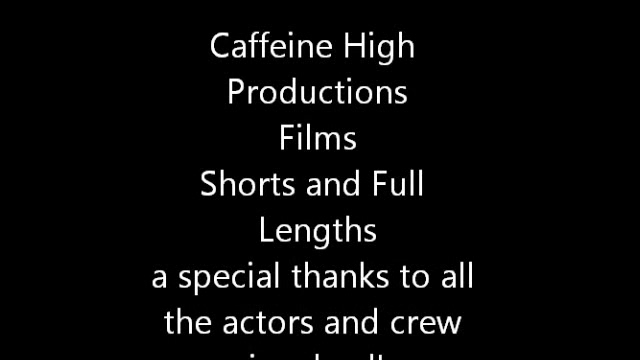 Caffeine High
Productions
Films
Shorts and Full
Lengths
a special thanks to all
the actors and crew